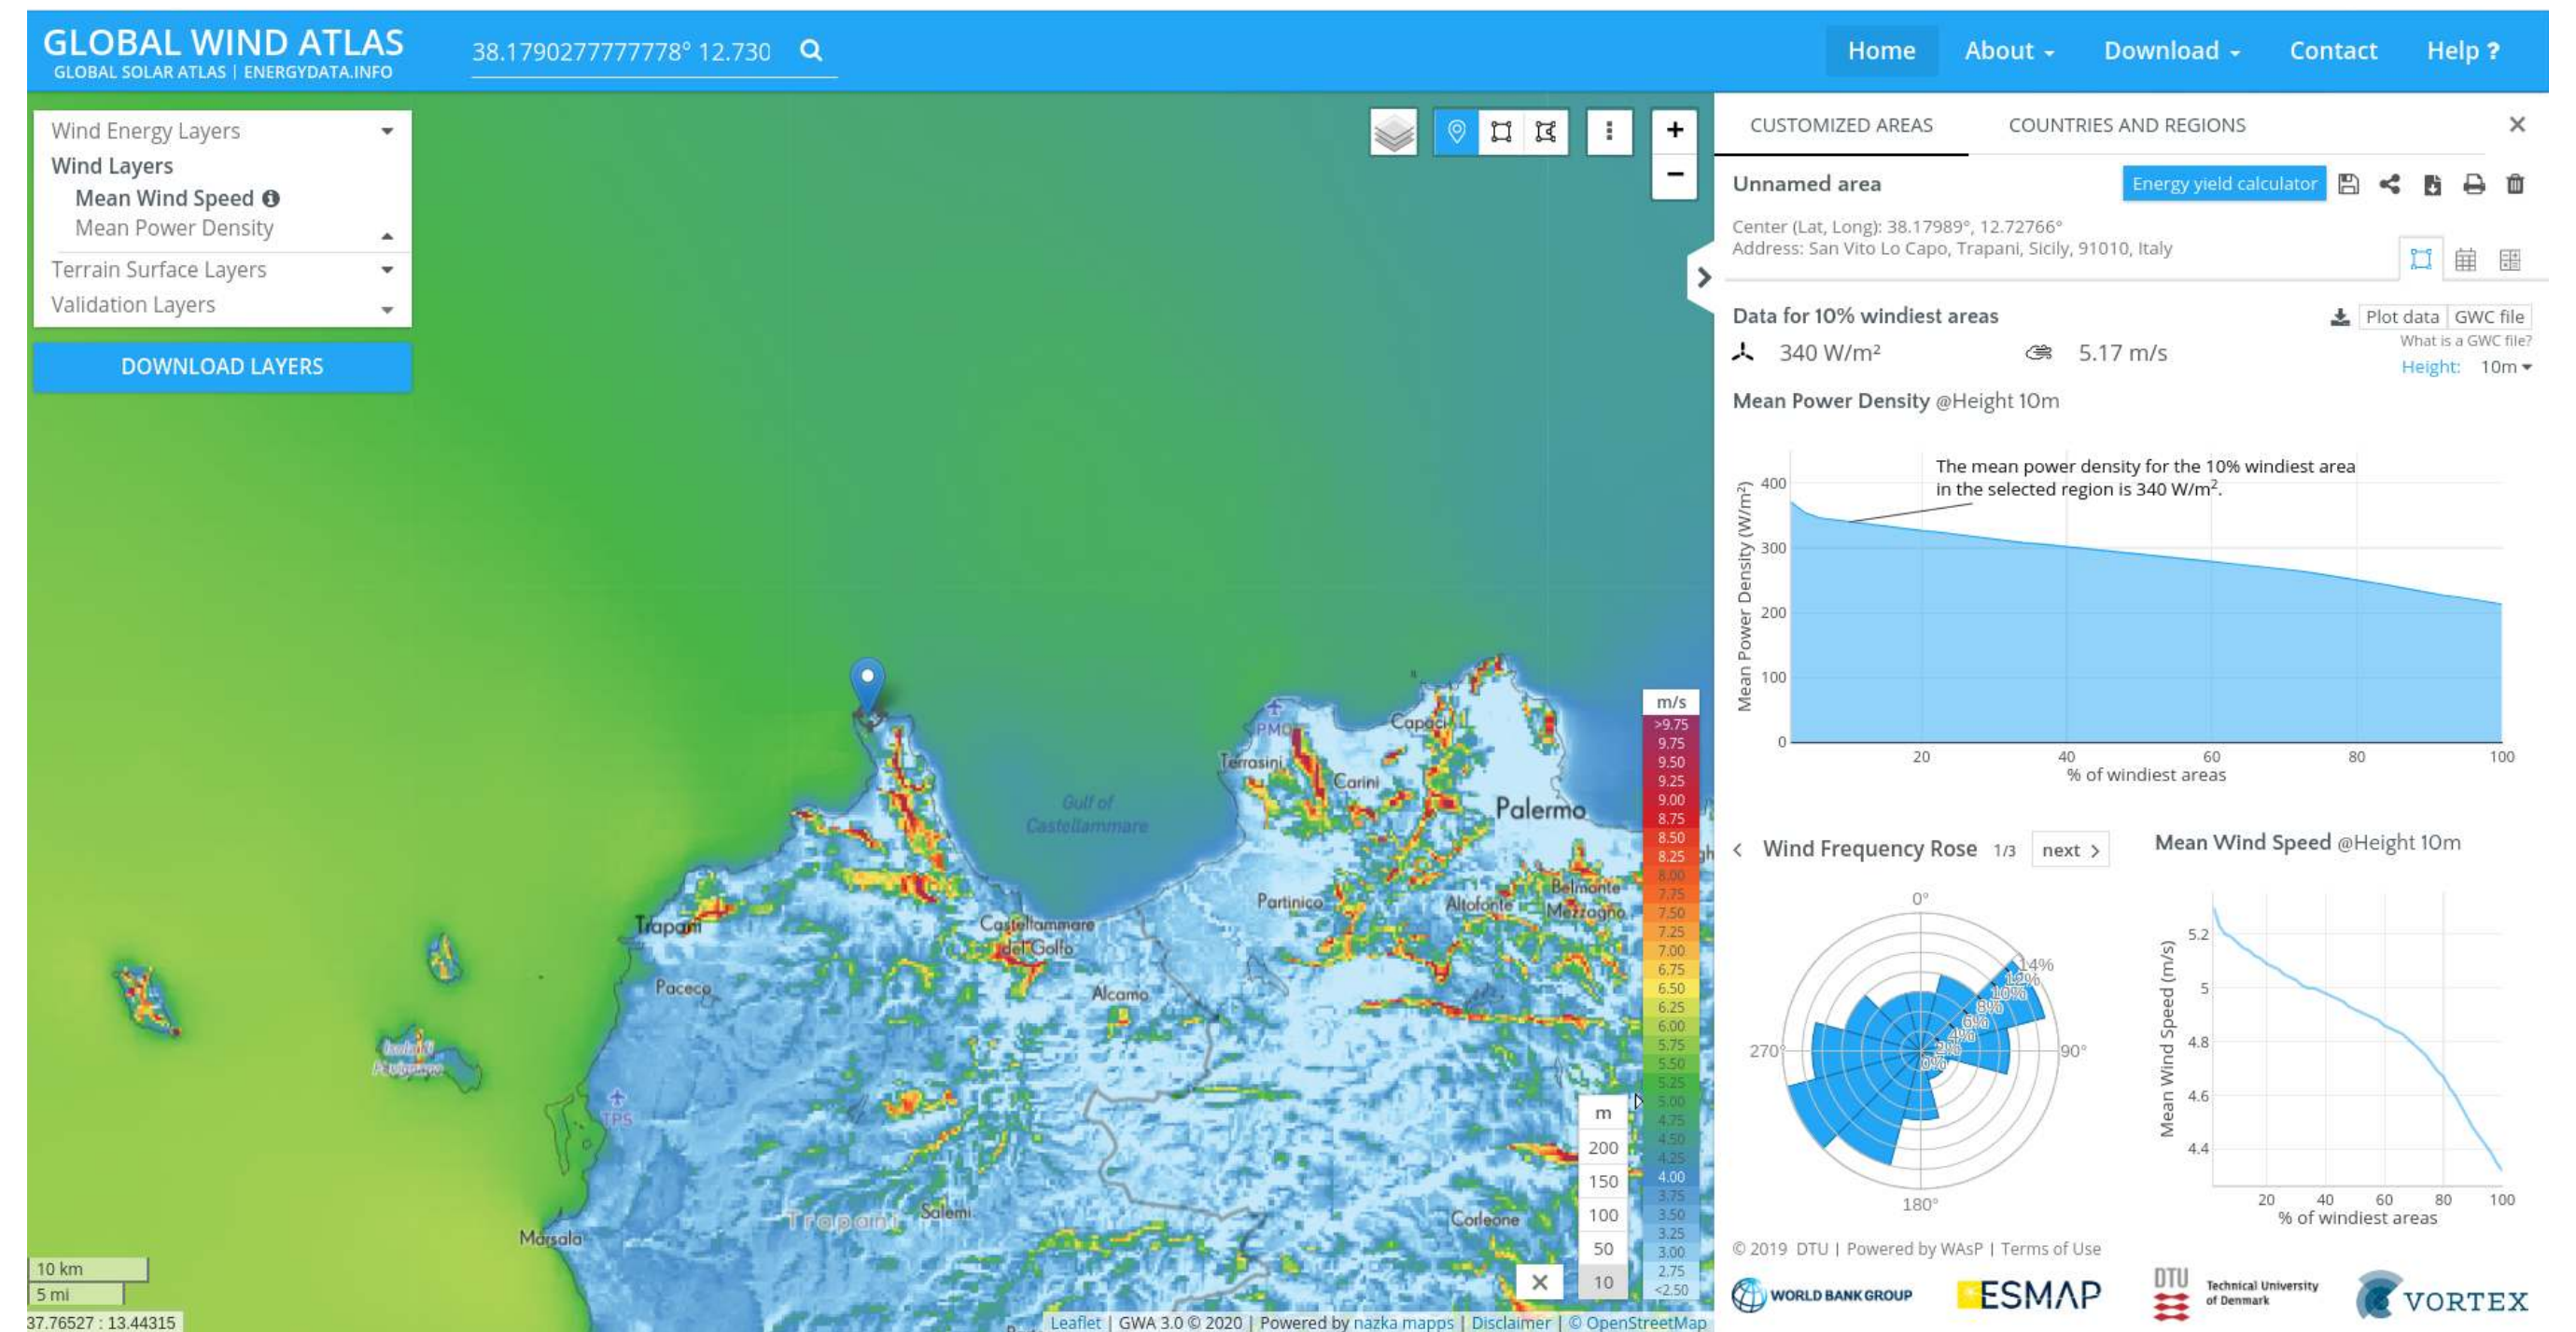 GLOBAL WIND ATLAS
GLOBAL SOLAR ATLAS | ENERGYDATA.INFO
38.1790277777778° 12.730
Home
About
Download
Contact
Help ?
Wind Energy Layers
Wind Layers
Mean Wind Speed
Mean Power Density
Terrain Surface Layers
Validation Layers
DOWNLOAD LAYERS
+
−
PMO
Capaci
Terrasini
Carini
Gulf of
Castellammare
Palermo
Partinico
Altofonte
Belmonte
Mezzagno
Trapani
Castellammare
del Golfo
Paceco
Alcamo
TPS
Trapani
Salemi
Corleone
Marsala
m/s
>9.75
9.75
9.50
9.25
9.00
8.75
8.50
8.25
8.00
7.75
7.50
7.25
7.00
6.75
6.50
6.25
6.00
5.75
5.50
5.25
5.00
4.75
4.50
4.25
4.00
3.75
3.50
3.25
3.00
2.75
<2.50
m
200
150
100
50
10
10 km
5 mi
37.76527 : 13.44315
Leaflet | GWA 3.0 © 2020 | Powered by nazka mapps | Disclaimer | © OpenStreetMap
CUSTOMIZED AREAS
COUNTRIES AND REGIONS
Unnamed area
Energy yield calculator
Center (Lat, Long): 38.17989°, 12.72766°
Address: San Vito Lo Capo, Trapani, Sicily, 91010, Italy
Data for 10% windiest areas
Plot data
GWC file
What is a GWC file?
340 W/m²
5.17 m/s
Height: 10m
Mean Power Density @Height 10m
The mean power density for the 10% windiest area
in the selected region is 340 W/m².
Mean Power Density (W/m²)
400
300
200
100
0
20
40
60
80
100
% of windiest areas
Wind Frequency Rose 1/3
next
0°
90°
180°
270°
14%
12%
10%
8%
6%
4%
2%
0%
Mean Wind Speed @Height 10m
Mean Wind Speed (m/s)
5.2
5
4.8
4.6
4.4
20
40
60
80
100
% of windiest areas
© 2019 DTU | Powered by WAsP | Terms of Use
WORLD BANK GROUP
ESMAP
DTU
Technical University
of Denmark
VORTEX